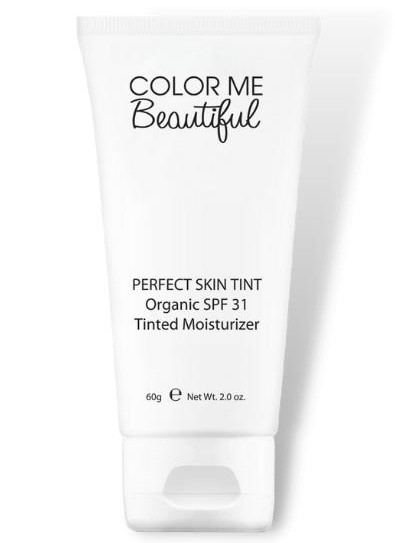 COLOR ME
Beautiful
PERFECT SKIN TINT
Organic SPF 31
Tinted Moisturizer
60g ℮ Net Wt. 2.0 oz.